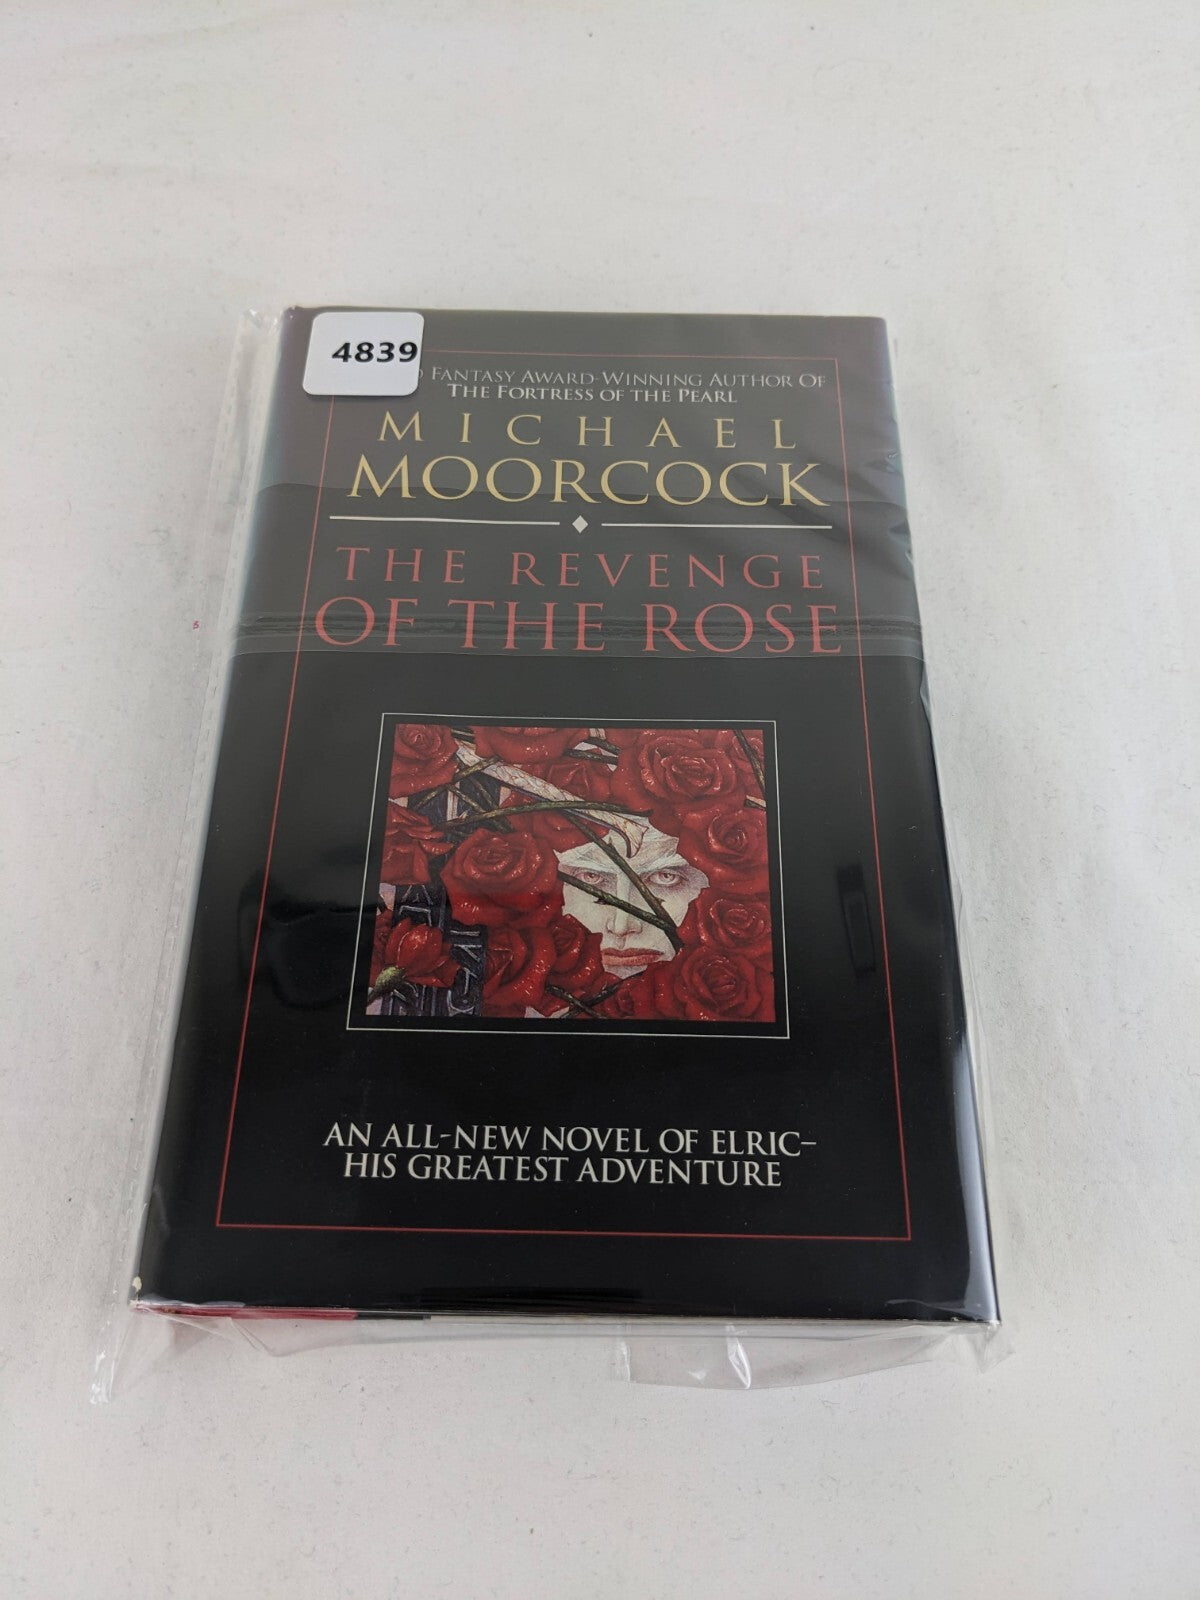 4839
FANTASY AWARD-WINNING AUTHOR OF
THE FORTRESS OF THE PEARL
MICHAEL
MOORCOCK
THE REVENGE
OF THE ROSE
AN ALL-NEW NOVEL OF ELRIC–
HIS GREATEST ADVENTURE